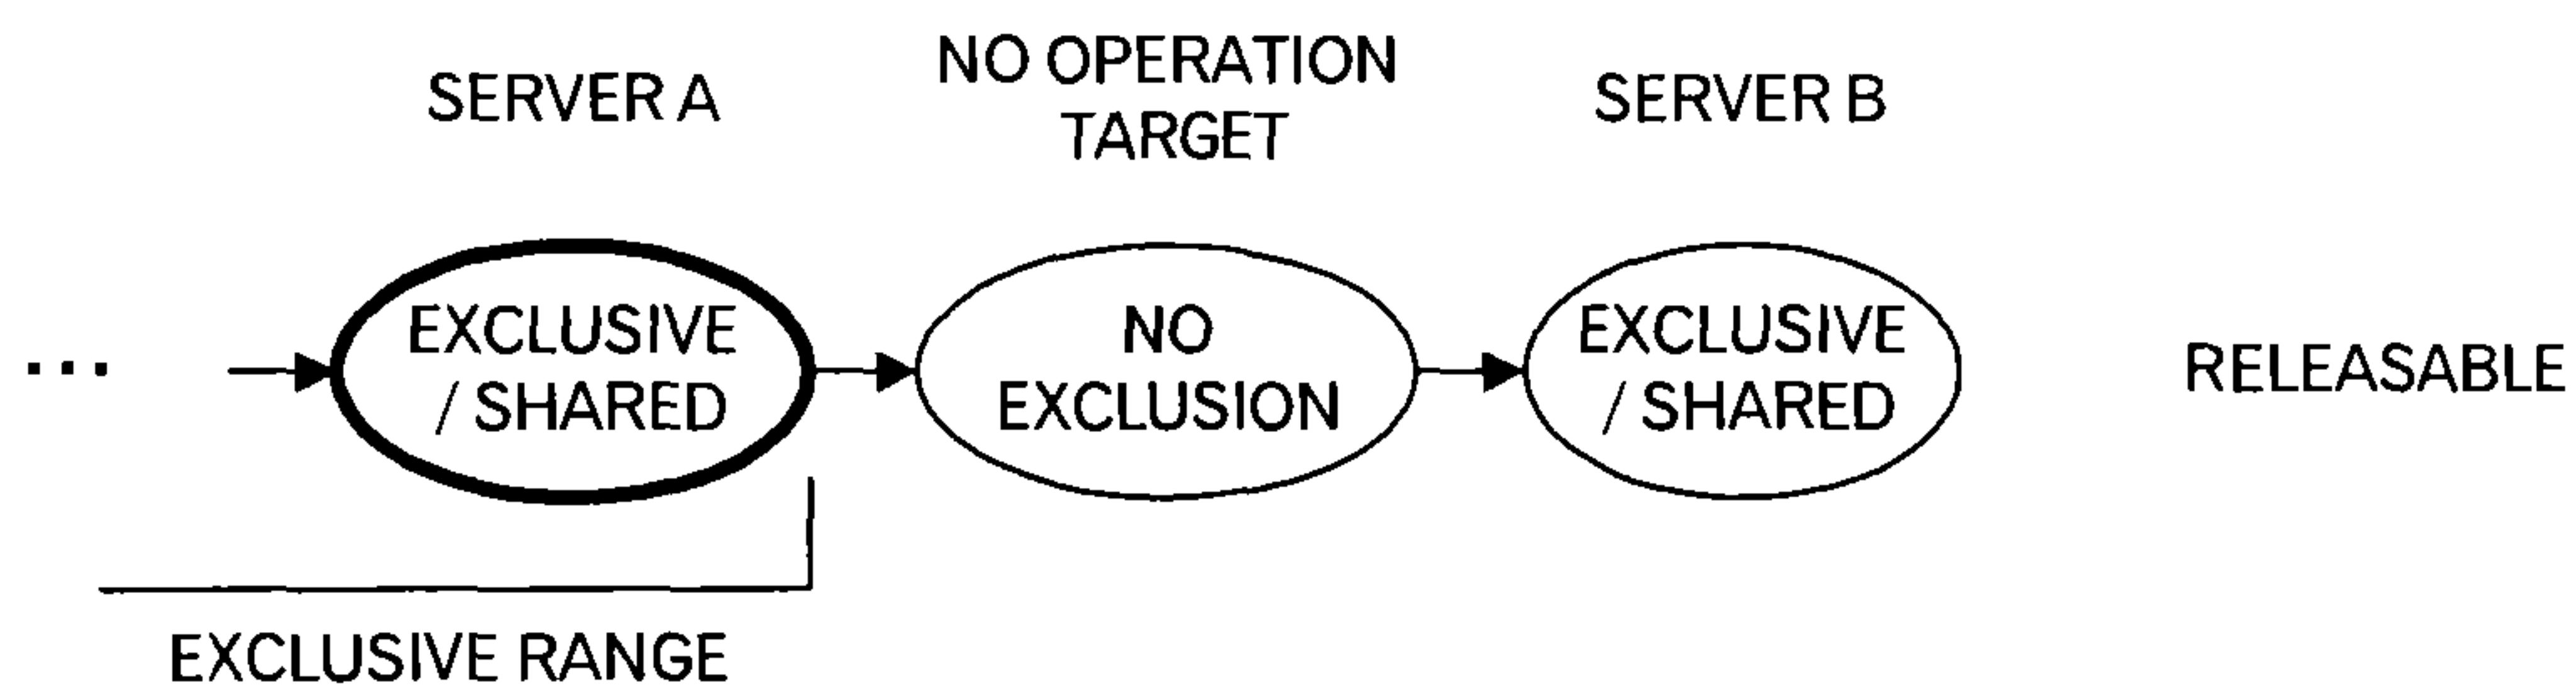 SERVER A
NO OPERATION
TARGET
SERVER B
...
EXCLUSIVE
/ SHARED
NO
EXCLUSION
EXCLUSIVE
/ SHARED
RELEASABLE
EXCLUSIVE RANGE